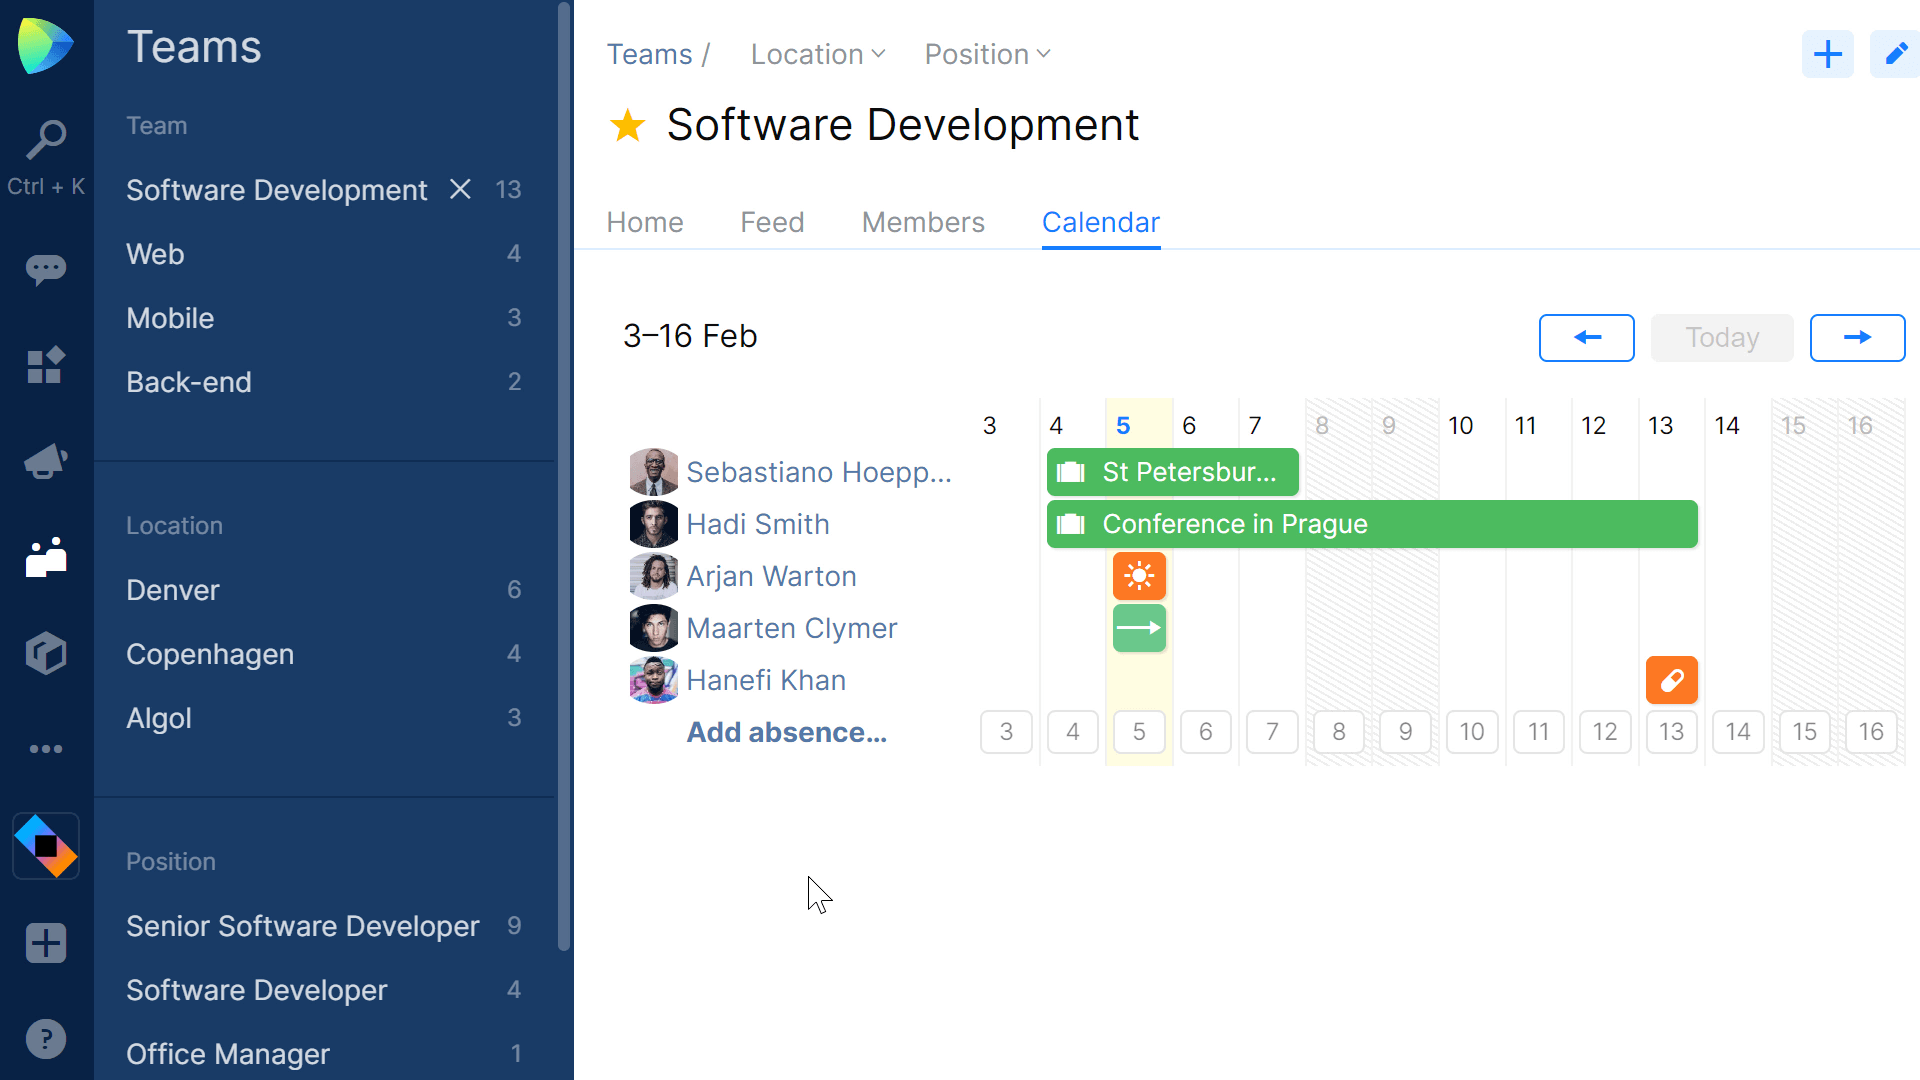 Ctrl + K
Teams
Team
Software Development 13
Web 4
Mobile 3
Back-end 2
Location
Denver 6
Copenhagen 4
Algol 3
Position
Senior Software Developer 9
Software Developer 4
Office Manager 1
?
Teams / Location Position
Software Development
Home Feed Members Calendar
3–16 Feb
Today
3 4 5 6 7 8 9 10 11 12 13 14 15 16
Sebastiano Hoepp... St Petersbur...
Hadi Smith Conference in Prague
Arjan Warton
Maarten Clymer
Hanefi Khan
Add absence... 3 4 5 6 7 8 9 10 11 12 13 14 15 16